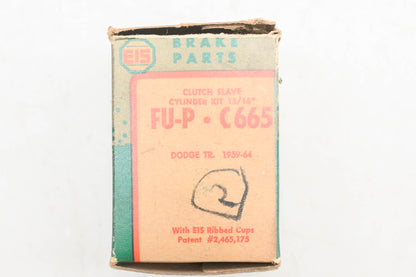 EIS
BRAKE
PARTS
CLUTCH SLAVE
CYLINDER KIT 15/16"
FU-P • C665
DODGE TR. 1959-64
With EIS Ribbed Cups
Patent #2,465,175